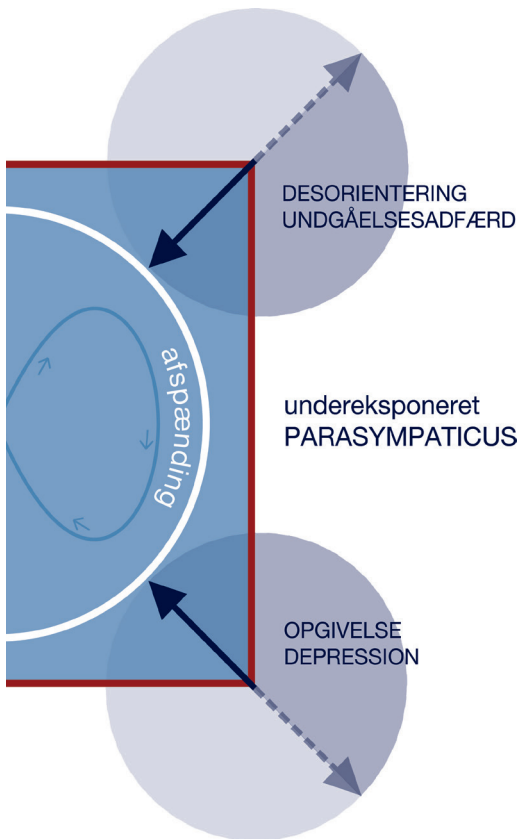 DESORIENTERING
UNDGÅELSESADFÆRD
afspænding
undereksponeret
PARASYMPATICUS
OPGIVELSE
DEPRESSION